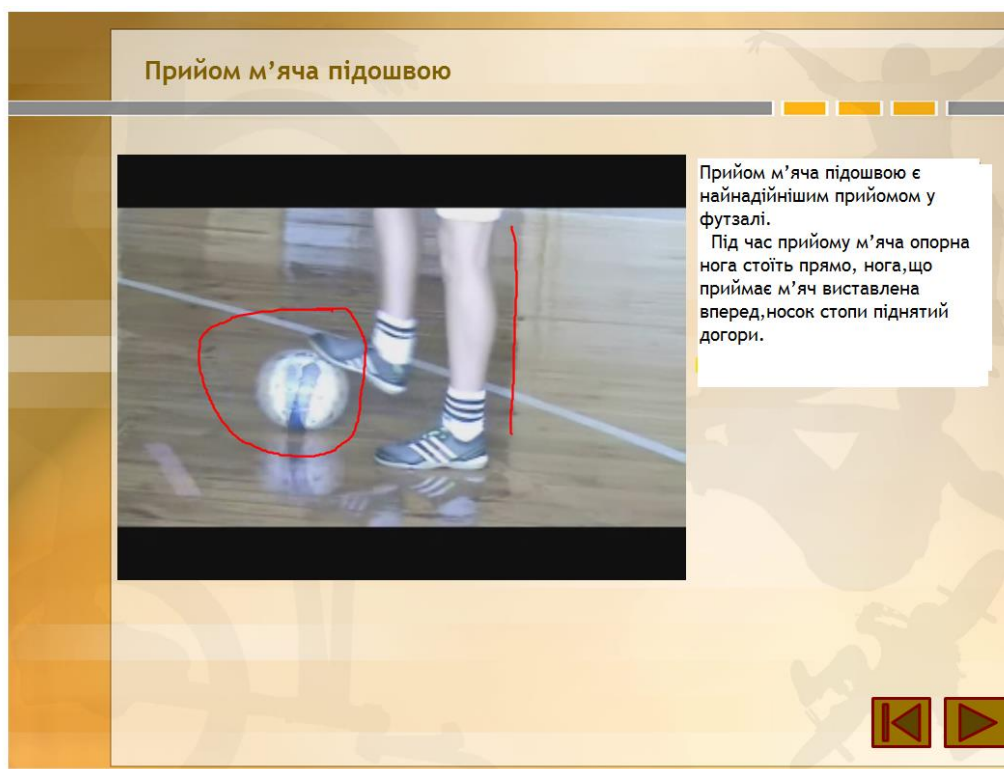 Прийом м’яча підошвою
Прийом м’яча підошвою є
найнадійнішим прийомом у
футзалі.
Під час прийому м’яча опорна
нога стоїть прямо, нога,що
приймає м’яч виставлена
вперед,носок стопи піднятий
догори.